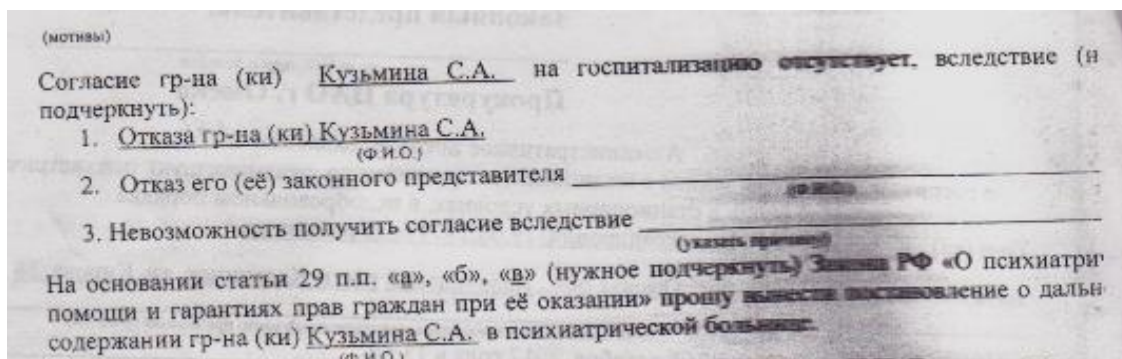 (мотивы)
Согласие гр-на (ки) Кузьмина С.А. на госпитализацию отсутствует, вследствие (н
подчеркнуть):
1. Отказа гр-на (ки) Кузьмина С.А.
(Ф.И.О.)
2. Отказ его (её) законного представителя
(Ф.И.О.)
3. Невозможность получить согласие вследствие
(указать причину)
На основании статьи 29 п.п. «а», «б», «в» (нужное подчеркнуть) Закона РФ «О психиатрич
помощи и гарантиях прав граждан при её оказании» прошу вынести постановление о дальн
содержании гр-на (ки) Кузьмина С.А. в психиатрической больнице.
(Ф.И.О.)